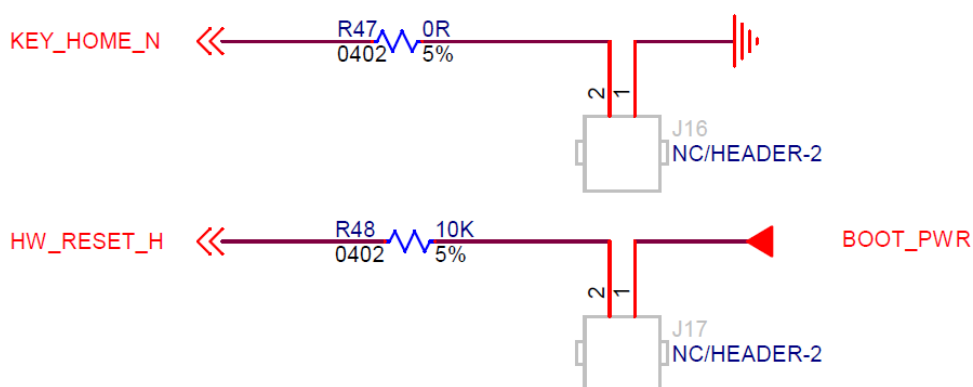 KEY_HOME_N
R47 0R
0402 5%
2 1
J16
NC/HEADER-2
HW_RESET_H
R48 10K
0402 5%
BOOT_PWR
2 1
J17
NC/HEADER-2